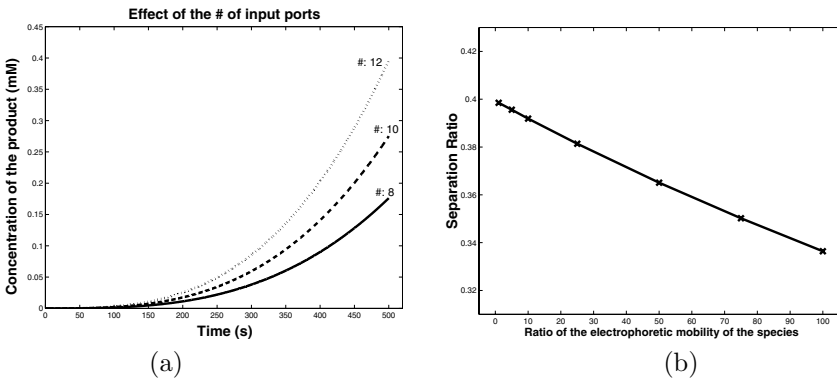 Effect of the # of input ports
Concentration of the product (mM)
0.45
0.4
0.35
0.3
0.25
0.2
0.15
0.1
0.05
0
#: 12
#: 10
#: 8
0 50 100 150 200 250 300 350 400 450 500
Time (s)
(a)
Separation Ratio
0.42
0.4
0.38
0.36
0.34
0.32
0 10 20 30 40 50 60 70 80 90 100
Ratio of the electrophoretic mobility of the species
(b)